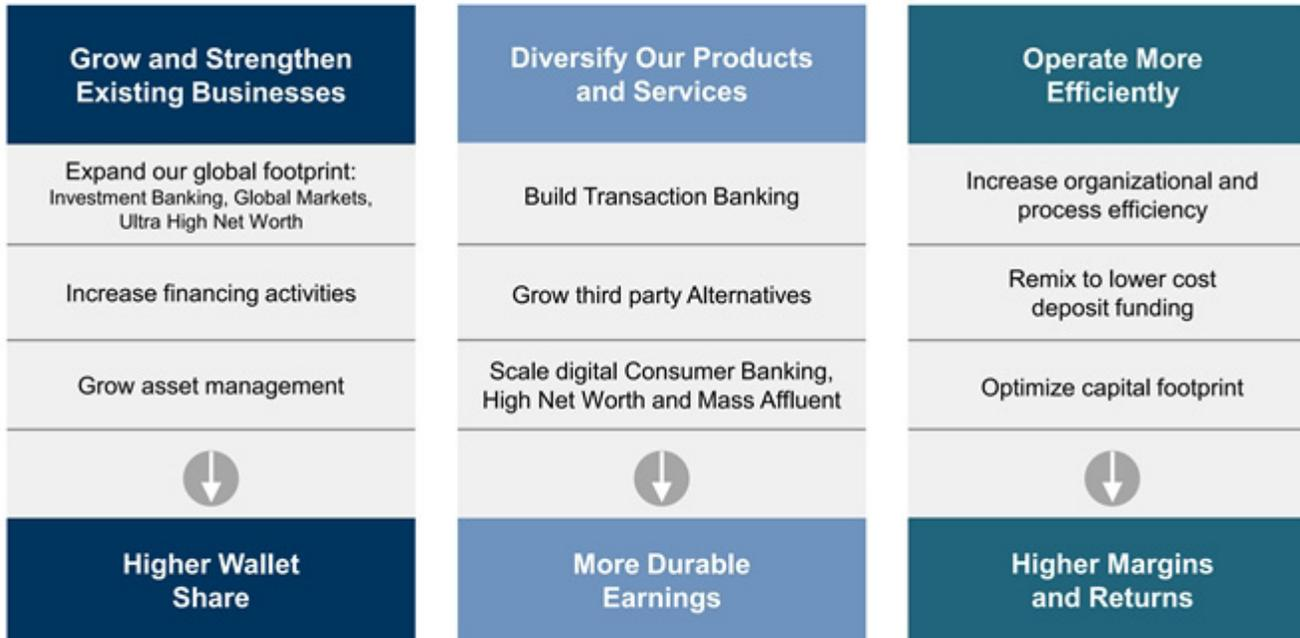 Grow and Strengthen
Existing Businesses
Expand our global footprint:
Investment Banking, Global Markets,
Ultra High Net Worth
Increase financing activities
Grow asset management
Higher Wallet
Share
Diversify Our Products
and Services
Build Transaction Banking
Grow third party Alternatives
Scale digital Consumer Banking,
High Net Worth and Mass Affluent
More Durable
Earnings
Operate More
Efficiently
Increase organizational and
process efficiency
Remix to lower cost
deposit funding
Optimize capital footprint
Higher Margins
and Returns